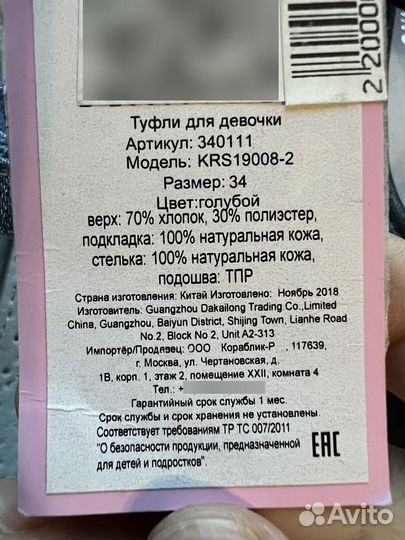 2 20000
Туфли для девочки
Артикул: 340111
Модель: KRS19008-2
Размер: 34
Цвет:голубой
верх: 70% хлопок, 30% полиэстер,
подкладка: 100% натуральная кожа,
стелька: 100% натуральная кожа,
подошва: ТПР
Страна изготовления: Китай Изготовлено: Ноябрь 2018
Изготовитель: Guangzhou Dakailong Trading Co.,Limited
China, Guangzhou, Baiyun District, Shijing Town, Lianhe Road
No.2, Block No 2, Unit A2-313
Импортёр/Продавец: ООО Кораблик-Р , 117639,
г. Москва, ул. Чертановская, д.
1В, корп. 1, этаж 2, помещение XXII, комната 4
Тел.: +
Гарантийный срок службы 1 мес.
Срок службы и срок хранения не установлены.
Соответствует требованиям ТР ТС 007/2011
"О безопасности продукции, предназначенной
для детей и подростков".
EAC
Avito